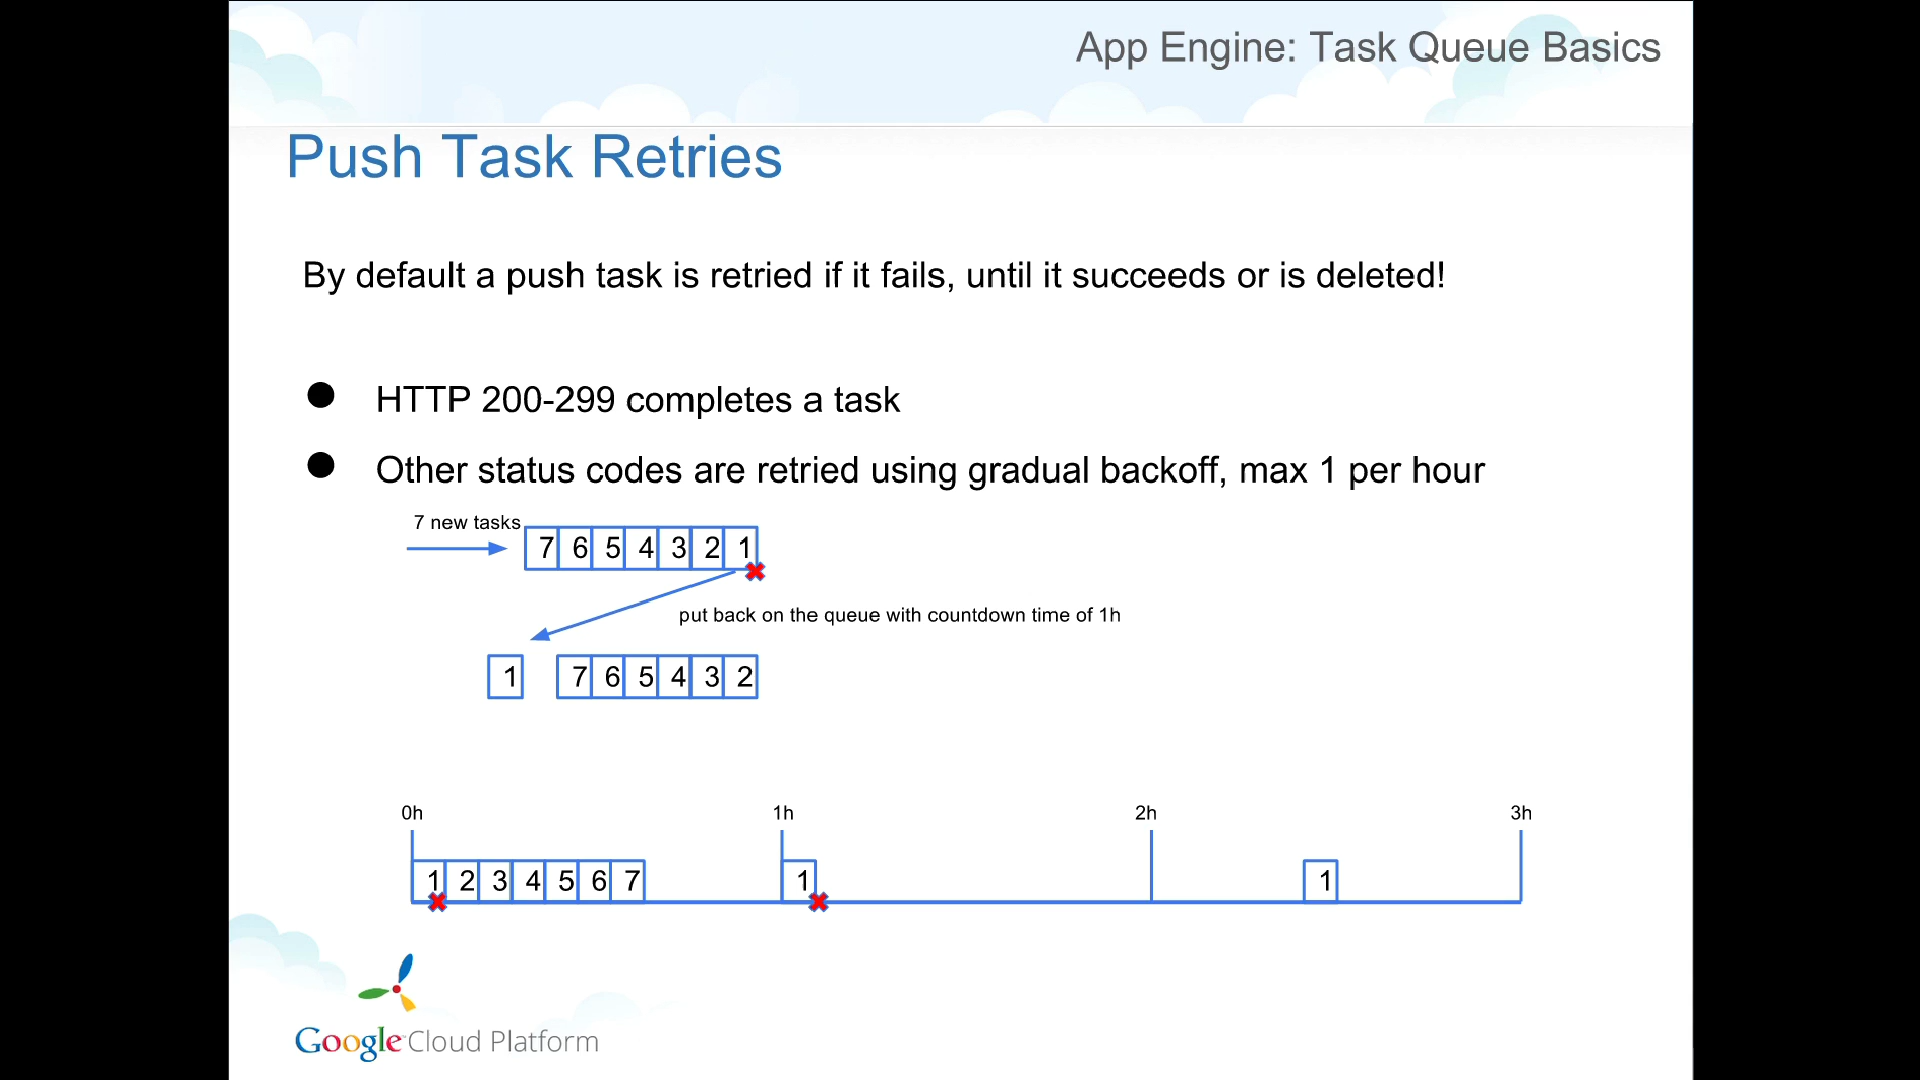 App Engine: Task Queue Basics
Push Task Retries
By default a push task is retried if it fails, until it succeeds or is deleted!
HTTP 200-299 completes a task
Other status codes are retried using gradual backoff, max 1 per hour
7 new tasks
7 6 5 4 3 2 1
put back on the queue with countdown time of 1h
1 7 6 5 4 3 2
0h 1h 2h 3h
1 2 3 4 5 6 7 1 1
Google Cloud Platform